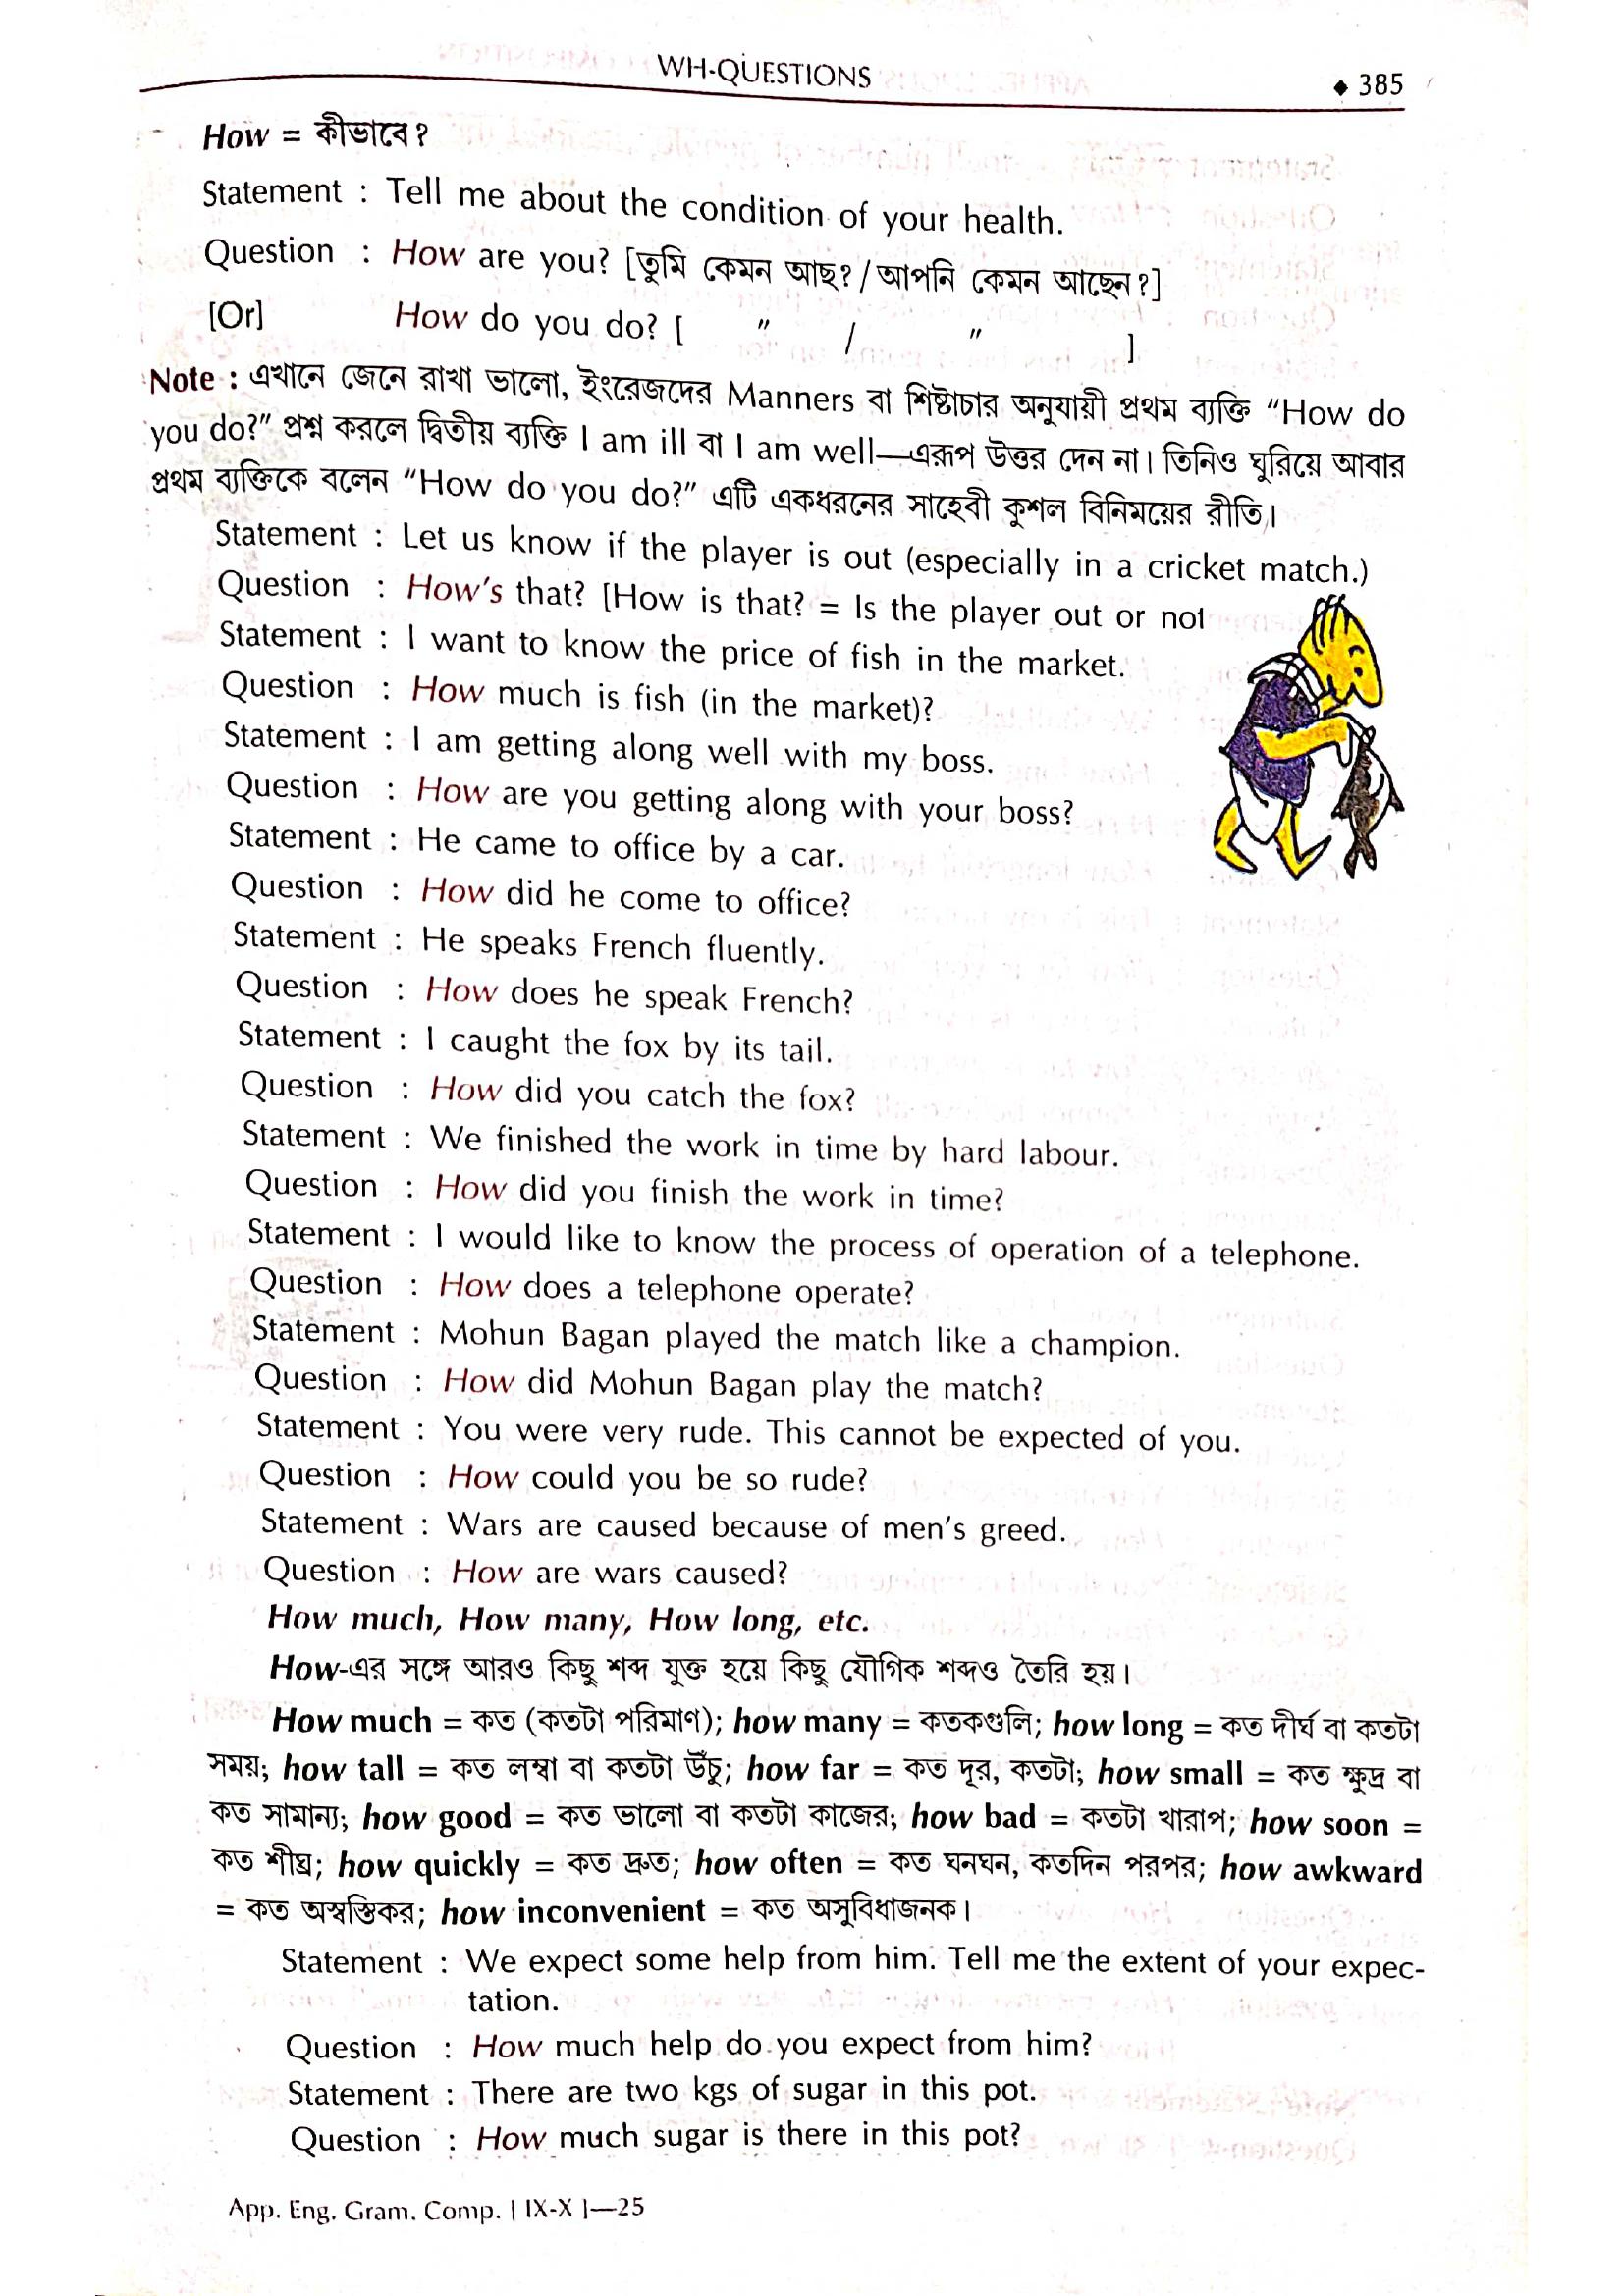 WH-QUESTIONS
♦ 385
How = কীভাবে?
Statement : Tell me about the condition of your health.
Question : How are you? [তুমি কেমন আছ? / আপনি কেমন আছেন?]
[Or] How do you do? [ " / " ]
Note : এখানে জেনে রাখা ভালো, ইংরেজদের Manners বা শিষ্টাচার অনুযায়ী প্রথম ব্যক্তি “How do
you do?” প্রশ্ন করলে দ্বিতীয় ব্যক্তি I am ill বা I am well—এরূপ উত্তর দেন না। তিনিও ঘুরিয়ে আবার
প্রথম ব্যক্তিকে বলেন “How do you do?” এটি একধরনের সাহেবী কুশল বিনিময়ের রীতি।
Statement : Let us know if the player is out (especially in a cricket match.)
Question : How's that? [How is that? = Is the player out or not
Statement : I want to know the price of fish in the market.
Question : How much is fish (in the market)?
Statement : I am getting along well with my boss.
Question : How are you getting along with your boss?
Statement : He came to office by a car.
Question : How did he come to office?
Statement : He speaks French fluently.
Question : How does he speak French?
Statement : I caught the fox by its tail.
Question : How did you catch the fox?
Statement : We finished the work in time by hard labour.
Question : How did you finish the work in time?
Statement : I would like to know the process of operation of a telephone.
Question : How does a telephone operate?
Statement : Mohun Bagan played the match like a champion.
Question : How did Mohun Bagan play the match?
Statement : You were very rude. This cannot be expected of you.
Question : How could you be so rude?
Statement : Wars are caused because of men's greed.
Question : How are wars caused?
How much, How many, How long, etc.
How-এর সঙ্গে আরও কিছু শব্দ যুক্ত হয়ে কিছু যৌগিক শব্দও তৈরি হয়।
How much = কত (কতটা পরিমাণ); how many = কতকগুলি; how long = কত দীর্ঘ বা কতটা
সময়; how tall = কত লম্বা বা কতটা উঁচু; how far = কত দূর, কতটা; how small = কত ক্ষুদ্র বা
কত সামান্য; how good = কত ভালো বা কতটা কাজের; how bad = কতটা খারাপ; how soon =
কত শীঘ্র; how quickly = কত দ্রুত; how often = কত ঘনঘন, কতদিন পরপর; how awkward
= কত অস্বস্তিকর; how inconvenient = কত অসুবিধাজনক।
Statement : We expect some help from him. Tell me the extent of your expec-
tation.
Question : How much help do you expect from him?
Statement : There are two kgs of sugar in this pot.
Question : How much sugar is there in this pot?
App. Eng. Gram. Comp. [ IX-X ]—25